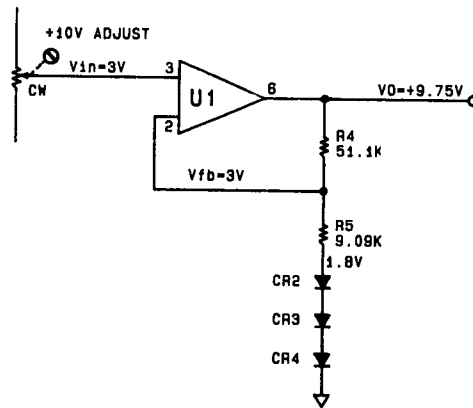 +10V ADJUST
Vin=3V
CW
3
U1
6
2
VO=+9.75V
R4
51.1K
Vfb=3V
R5
9.09K
1.8V
CR2
CR3
CR4